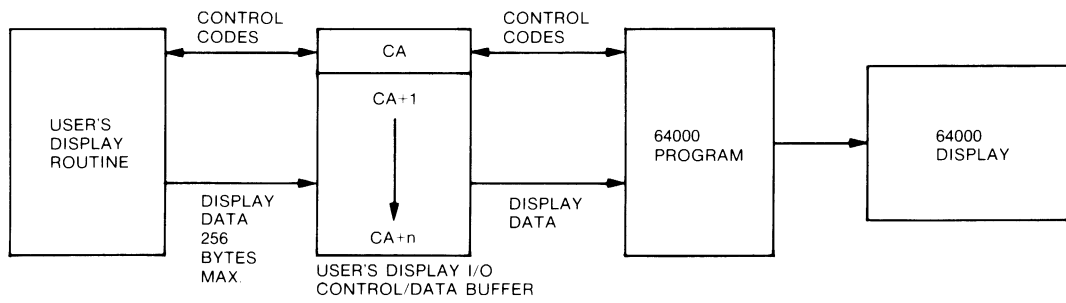 CONTROL
CODES
CONTROL
CODES
CA
CA+1
CA+n
USER'S
DISPLAY
ROUTINE
64000
PROGRAM
64000
DISPLAY
DISPLAY
DATA
256
BYTES
MAX.
DISPLAY
DATA
USER'S DISPLAY I/O
CONTROL/DATA BUFFER